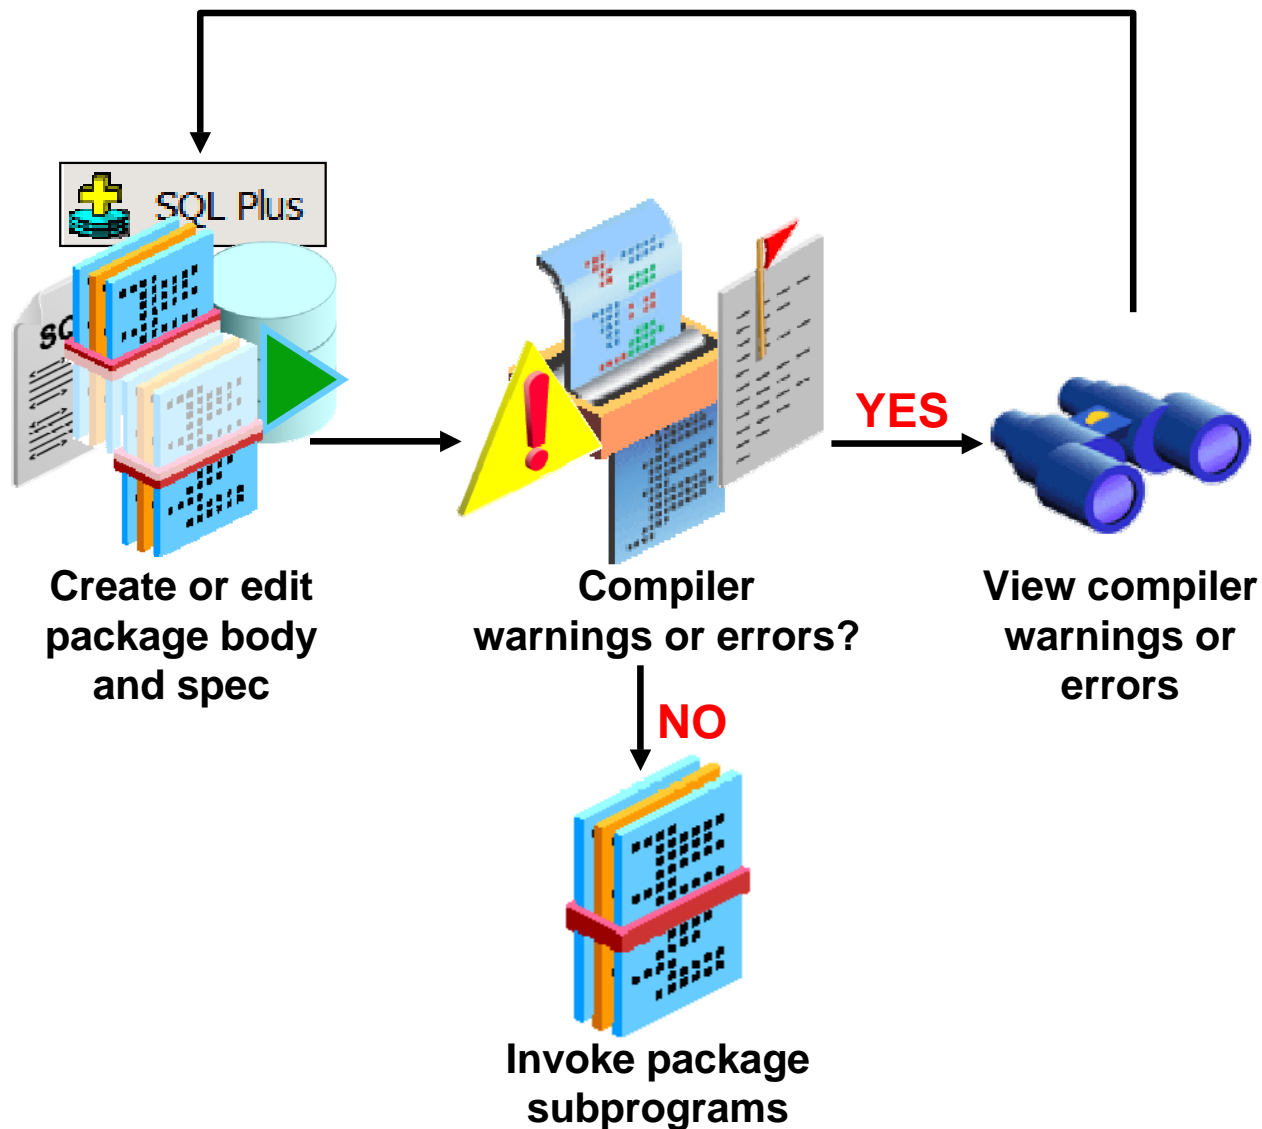 SQL Plus
SQ
YES
Create or edit
package body
and spec
Compiler
warnings or errors?
View compiler
warnings or
errors
NO
Invoke package
subprograms